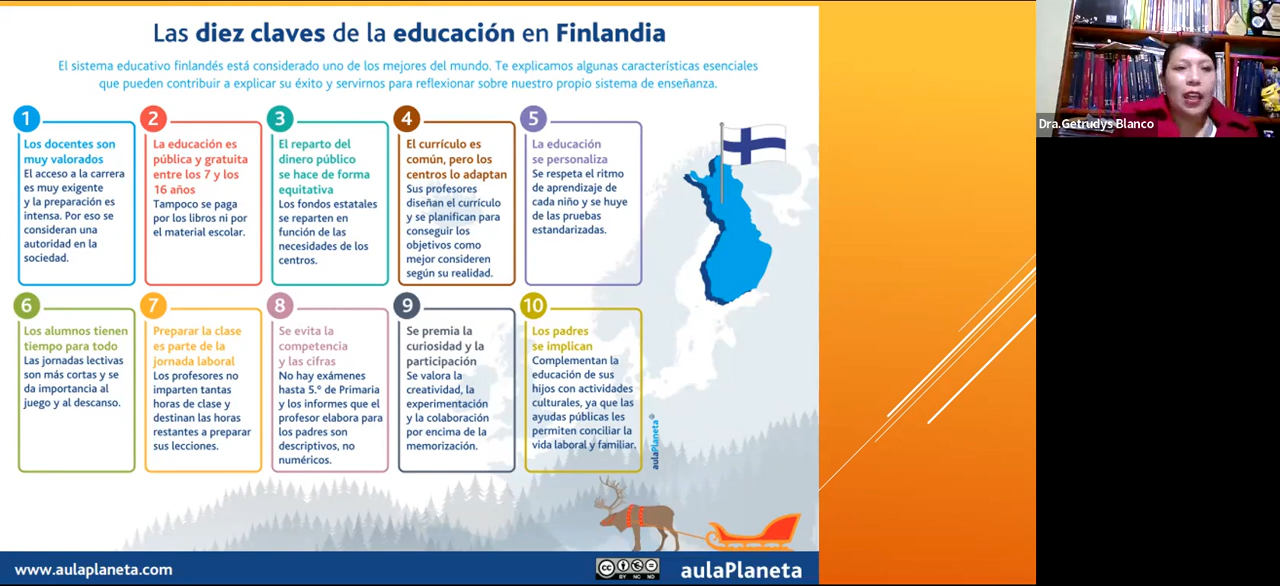 Las diez claves de la educación en Finlandia
El sistema educativo finlandés está considerado uno de los mejores del mundo. Te explicamos algunas características esenciales
que pueden contribuir a explicar su éxito y servirnos para reflexionar sobre nuestro propio sistema de enseñanza.
1
Los docentes son
muy valorados
El acceso a la carrera
es muy exigente
y la preparación es
intensa. Por eso se
consideran una
autoridad en la
sociedad.
2
La educación es
pública y gratuita
entre los 7 y los
16 años
Tampoco se paga
por los libros ni por
el material escolar.
3
El reparto del
dinero público
se hace de forma
equitativa
Los fondos estatales
se reparten en
función de las
necesidades de los
centros.
4
El currículo es
común, pero los
centros lo adaptan
Sus profesores
diseñan el currículo
y se planifican para
conseguir los
objetivos como
mejor consideren
según su realidad.
5
La educación
se personaliza
Se respeta el ritmo
de aprendizaje de
cada niño y se huye
de las pruebas
estandarizadas.
6
Los alumnos tienen
tiempo para todo
Las jornadas lectivas
son más cortas y se
da importancia al
juego y al descanso.
7
Preparar la clase
es parte de la
jornada laboral
Los profesores no
imparten tantas
horas de clase y
destinan las horas
restantes a preparar
sus lecciones.
8
Se evita la
competencia
y las cifras
No hay exámenes
hasta 5.º de Primaria
y los informes que el
profesor elabora para
los padres son
descriptivos, no
numéricos.
9
Se premia la
curiosidad y la
participación
Se valora la
creatividad, la
experimentación
y la colaboración
por encima de la
memorización.
10
Los padres
se implican
Complementan la
educación de sus
hijos con actividades
culturales, ya que las
ayudas públicas les
permiten conciliar la
vida laboral y familiar.
aulaPlaneta
www.aulaplaneta.com
cc
BY NC ND
aulaPlaneta
Dra.Getrudys Blanco